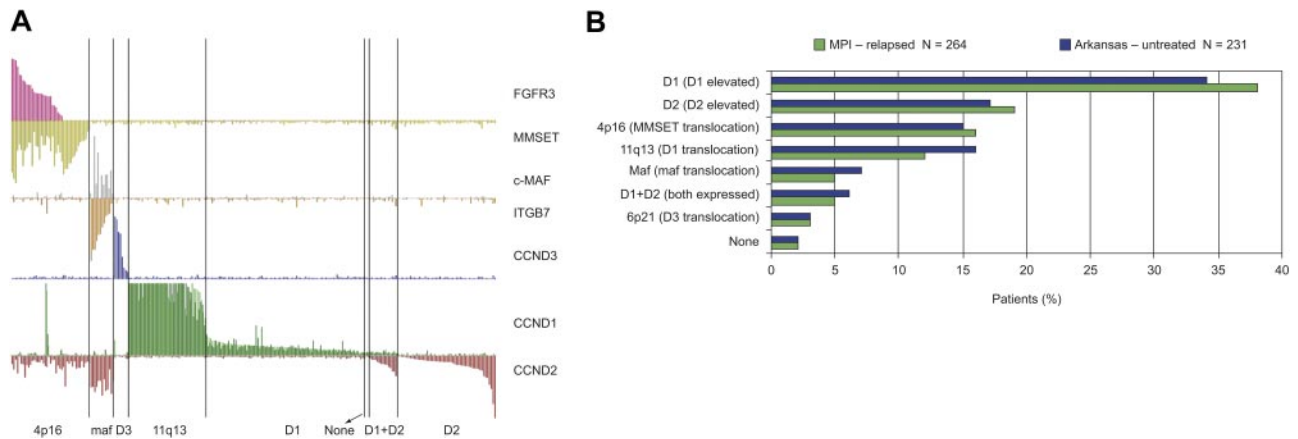 A
FGFR3
MMSET
c-MAF
ITGB7
CCND3
CCND1
CCND2
4p16 maf D3 11q13 D1 None D1+D2 D2
B
MPI – relapsed N = 264 Arkansas – untreated N = 231
D1 (D1 elevated)
D2 (D2 elevated)
4p16 (MMSET translocation)
11q13 (D1 translocation)
Maf (maf translocation)
D1+D2 (both expressed)
6p21 (D3 translocation)
None
0 5 10 15 20 25 30 35 40
Patients (%)